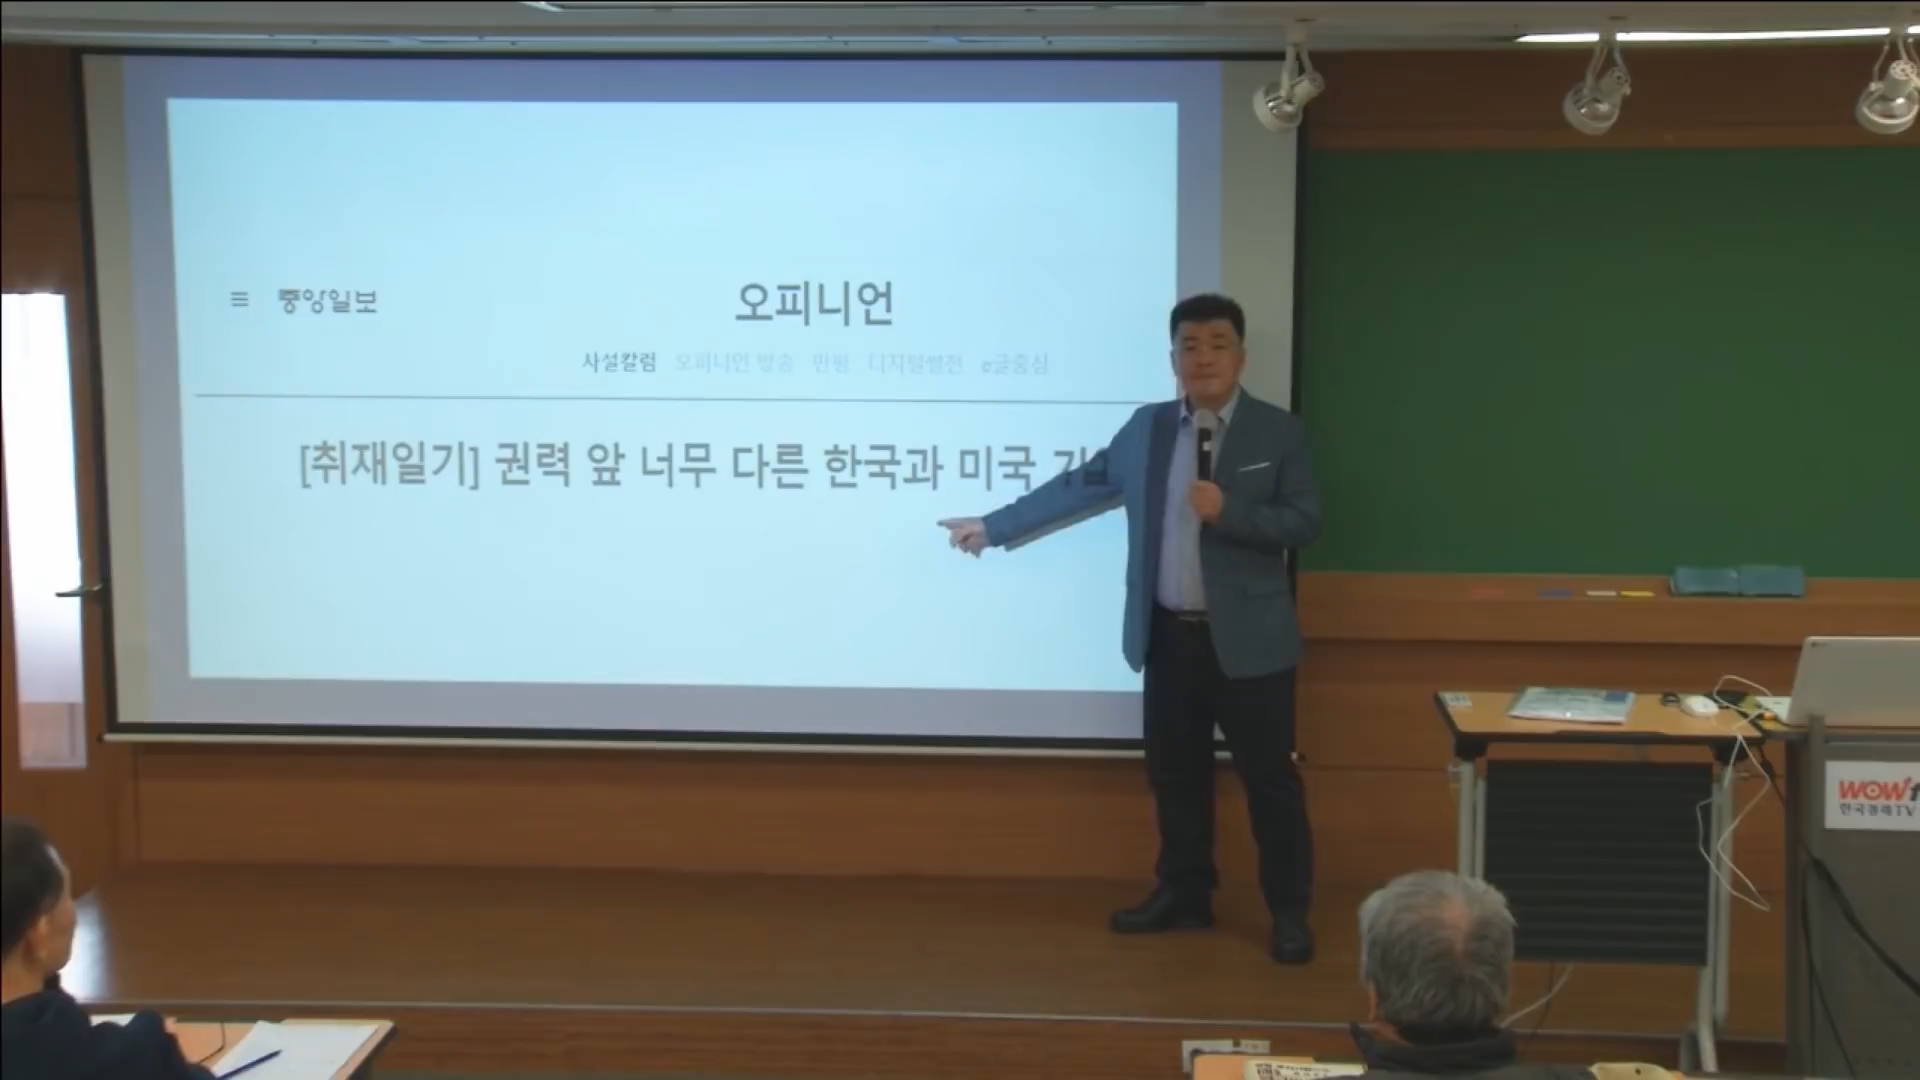 중앙일보
오피니언
사설칼럼 오피니언 방송 만평 디지털썰전 e글중심
[취재일기] 권력 앞 너무 다른 한국과 미국 기업
WOW
한국경제TV